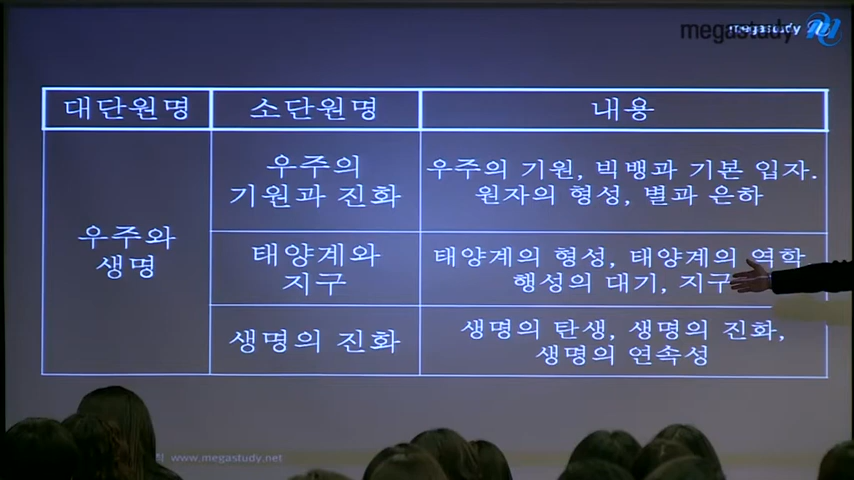 megastudy
megastudy
대단원명
소단원명
내용
우주와
생명
우주의
기원과 진화
우주의 기원, 빅뱅과 기본 입자.
원자의 형성, 별과 은하
태양계와
지구
태양계의 형성, 태양계의 역학
행성의 대기, 지구
생명의 진화
생명의 탄생, 생명의 진화,
생명의 연속성
www.megastudy.net